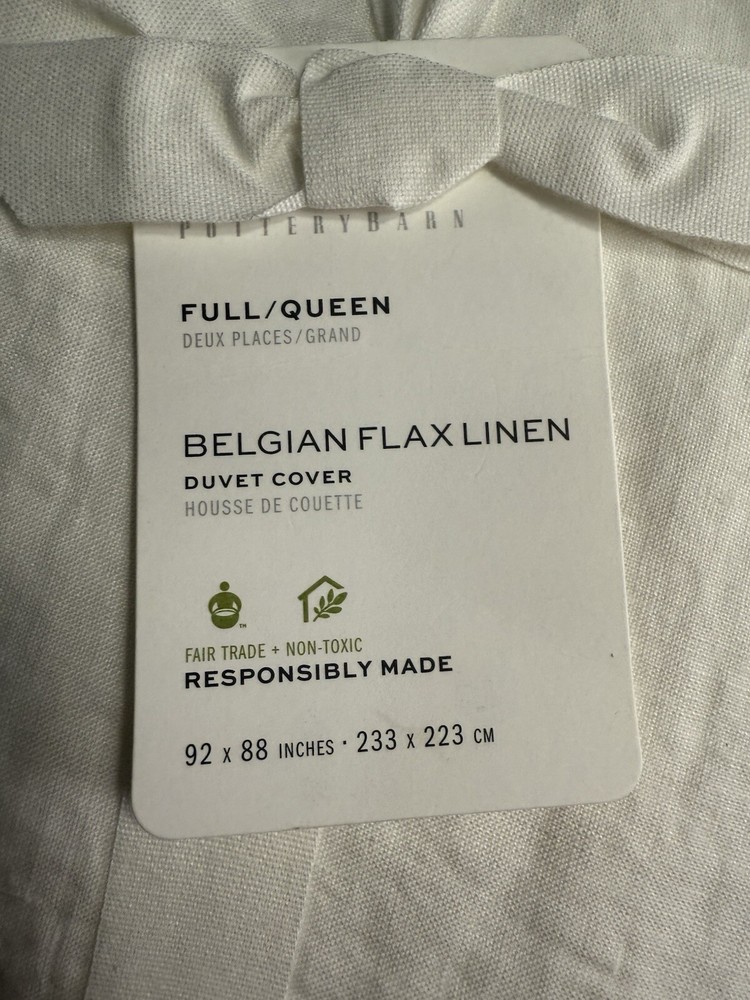 POTTERYBARN
FULL/QUEEN
DEUX PLACES/GRAND
BELGIAN FLAX LINEN
DUVET COVER
HOUSSE DE COUETTE
TM
FAIR TRADE + NON-TOXIC
RESPONSIBLY MADE
92 x 88 INCHES · 233 x 223 CM